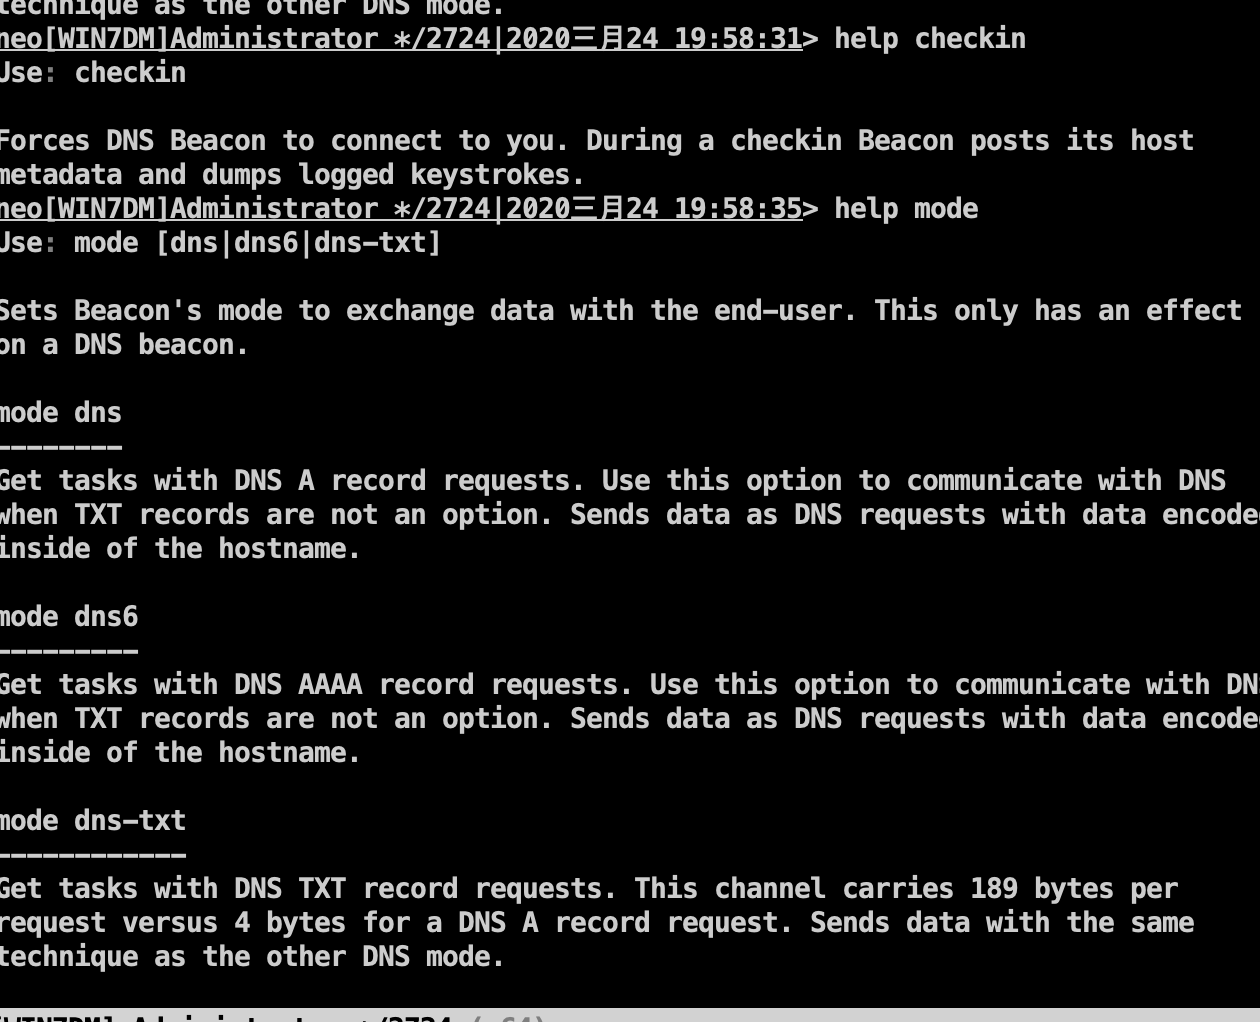 technique as the other DNS mode.
neo[WIN7DM]Administrator */2724|2020三月24 19:58:31> help checkin
Use: checkin
Forces DNS Beacon to connect to you. During a checkin Beacon posts its host
metadata and dumps logged keystrokes.
neo[WIN7DM]Administrator */2724|2020三月24 19:58:35> help mode
Use: mode [dns|dns6|dns-txt]
Sets Beacon's mode to exchange data with the end-user. This only has an effect
on a DNS beacon.
mode dns
--------
Get tasks with DNS A record requests. Use this option to communicate with DNS
when TXT records are not an option. Sends data as DNS requests with data encoded
inside of the hostname.
mode dns6
---------
Get tasks with DNS AAAA record requests. Use this option to communicate with DN
when TXT records are not an option. Sends data as DNS requests with data encoded
inside of the hostname.
mode dns-txt
------------
Get tasks with DNS TXT record requests. This channel carries 189 bytes per
request versus 4 bytes for a DNS A record request. Sends data with the same
technique as the other DNS mode.
[WIN7DM] Administrator */2724